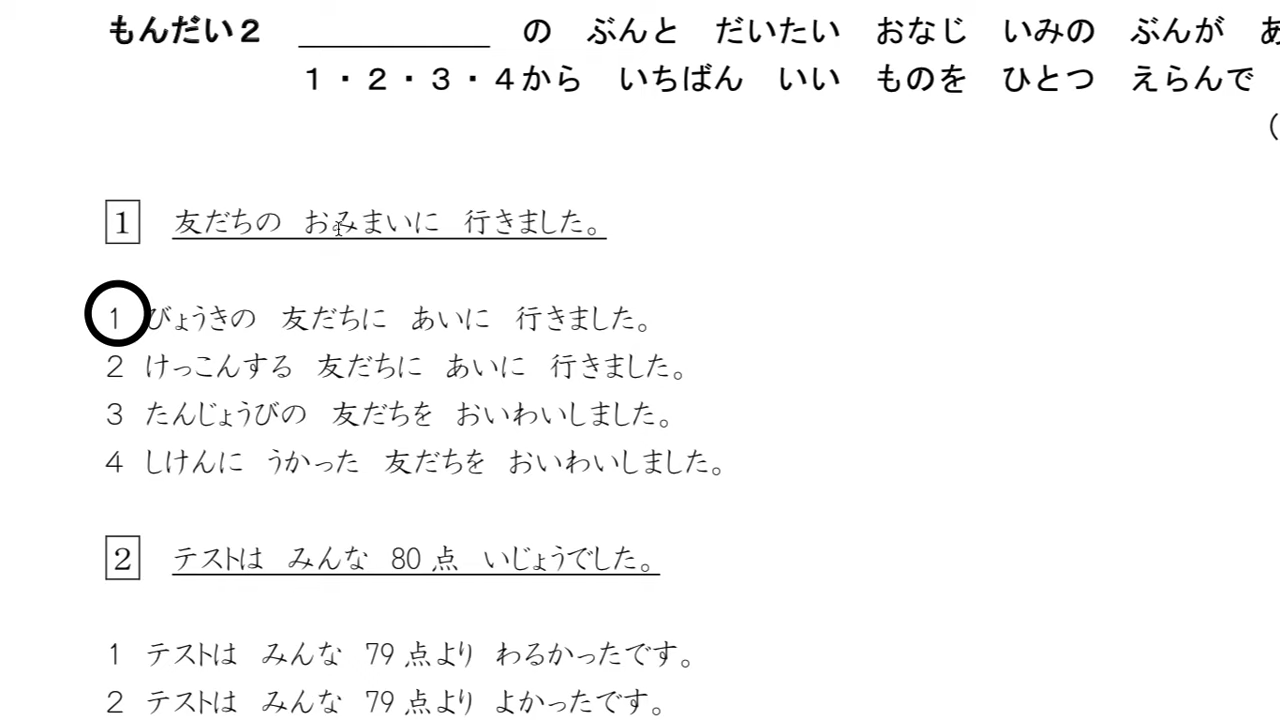 もんだい２ ＿＿＿＿＿＿ の ぶんと だいたい おなじ いみの ぶんが あ
１・２・３・４から いちばん いい ものを ひとつ えらんで
(
1 友だちの おみまいに 行きました。
1 びょうきの 友だちに あいに 行きました。
2 けっこんする 友だちに あいに 行きました。
3 たんじょうびの 友だちを おいわいしました。
4 しけんに うかった 友だちを おいわいしました。
2 テストは みんな 80点 いじょうでした。
1 テストは みんな 79点より わるかったです。
2 テストは みんな 79点より よかったです。